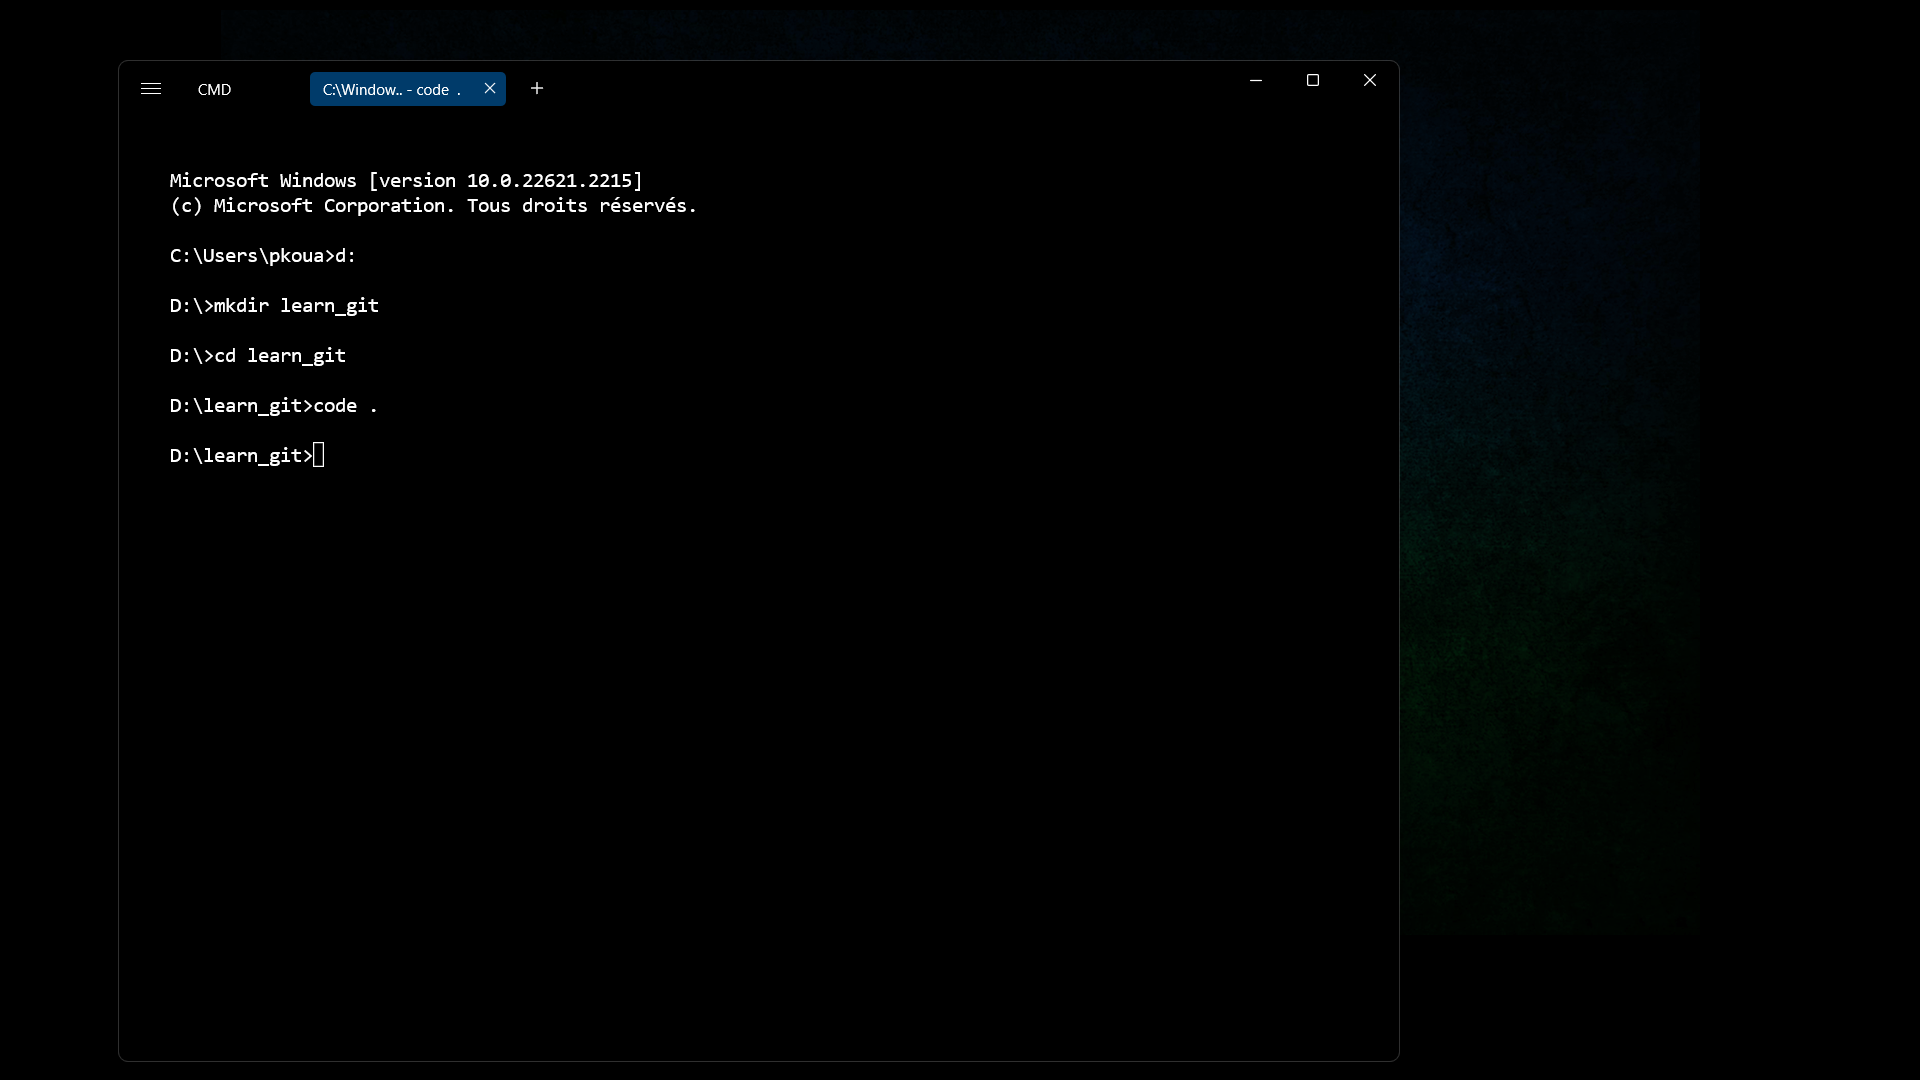 CMD
C:\Window.. - code .
Microsoft Windows [version 10.0.22621.2215]
(c) Microsoft Corporation. Tous droits réservés.
C:\Users\pkoua>d:
D:\>mkdir learn_git
D:\>cd learn_git
D:\learn_git>code .
D:\learn_git>